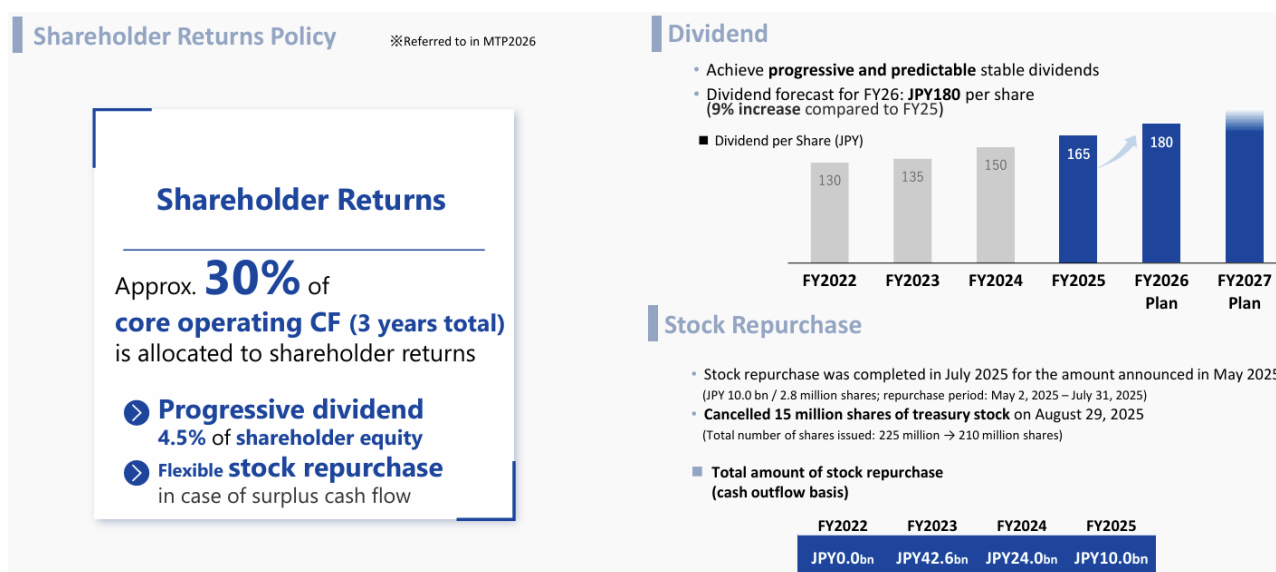 Shareholder Returns Policy
※Referred to in MTP2026
Shareholder Returns
Approx. 30% of
core operating CF (3 years total)
is allocated to shareholder returns
Progressive dividend
4.5% of shareholder equity
Flexible stock repurchase
in case of surplus cash flow
Dividend
• Achieve progressive and predictable stable dividends
• Dividend forecast for FY26: JPY180 per share
(9% increase compared to FY25)
■ Dividend per Share (JPY)
130 135 150 165 180
FY2022 FY2023 FY2024 FY2025 FY2026 FY2027
Plan Plan
Stock Repurchase
• Stock repurchase was completed in July 2025 for the amount announced in May 2025
(JPY 10.0 bn / 2.8 million shares; repurchase period: May 2, 2025 – July 31, 2025)
• Cancelled 15 million shares of treasury stock on August 29, 2025
(Total number of shares issued: 225 million → 210 million shares)
■ Total amount of stock repurchase
(cash outflow basis)
FY2022 FY2023 FY2024 FY2025
JPY0.0bn JPY42.6bn JPY24.0bn JPY10.0bn